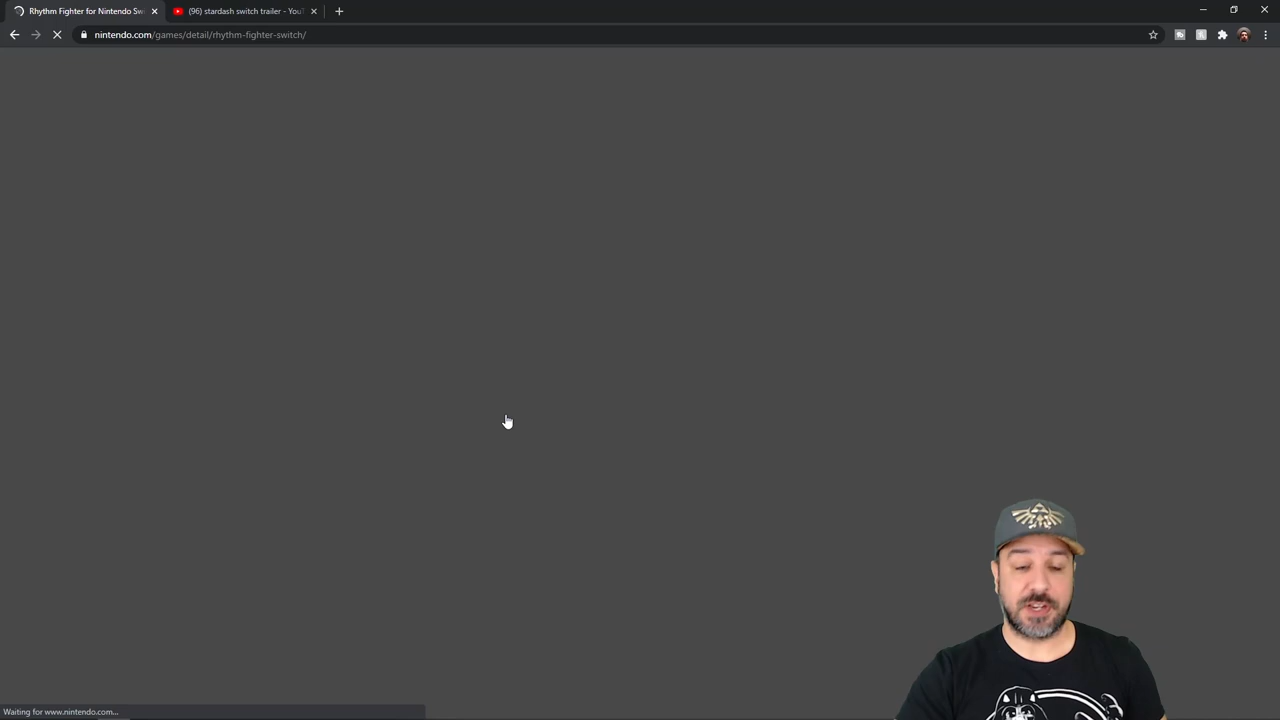 Rhythm Fighter for Nintendo Sw
(96) stardash switch trailer - YouT
nintendo.com/games/detail/rhythm-fighter-switch/
Waiting for www.nintendo.com...